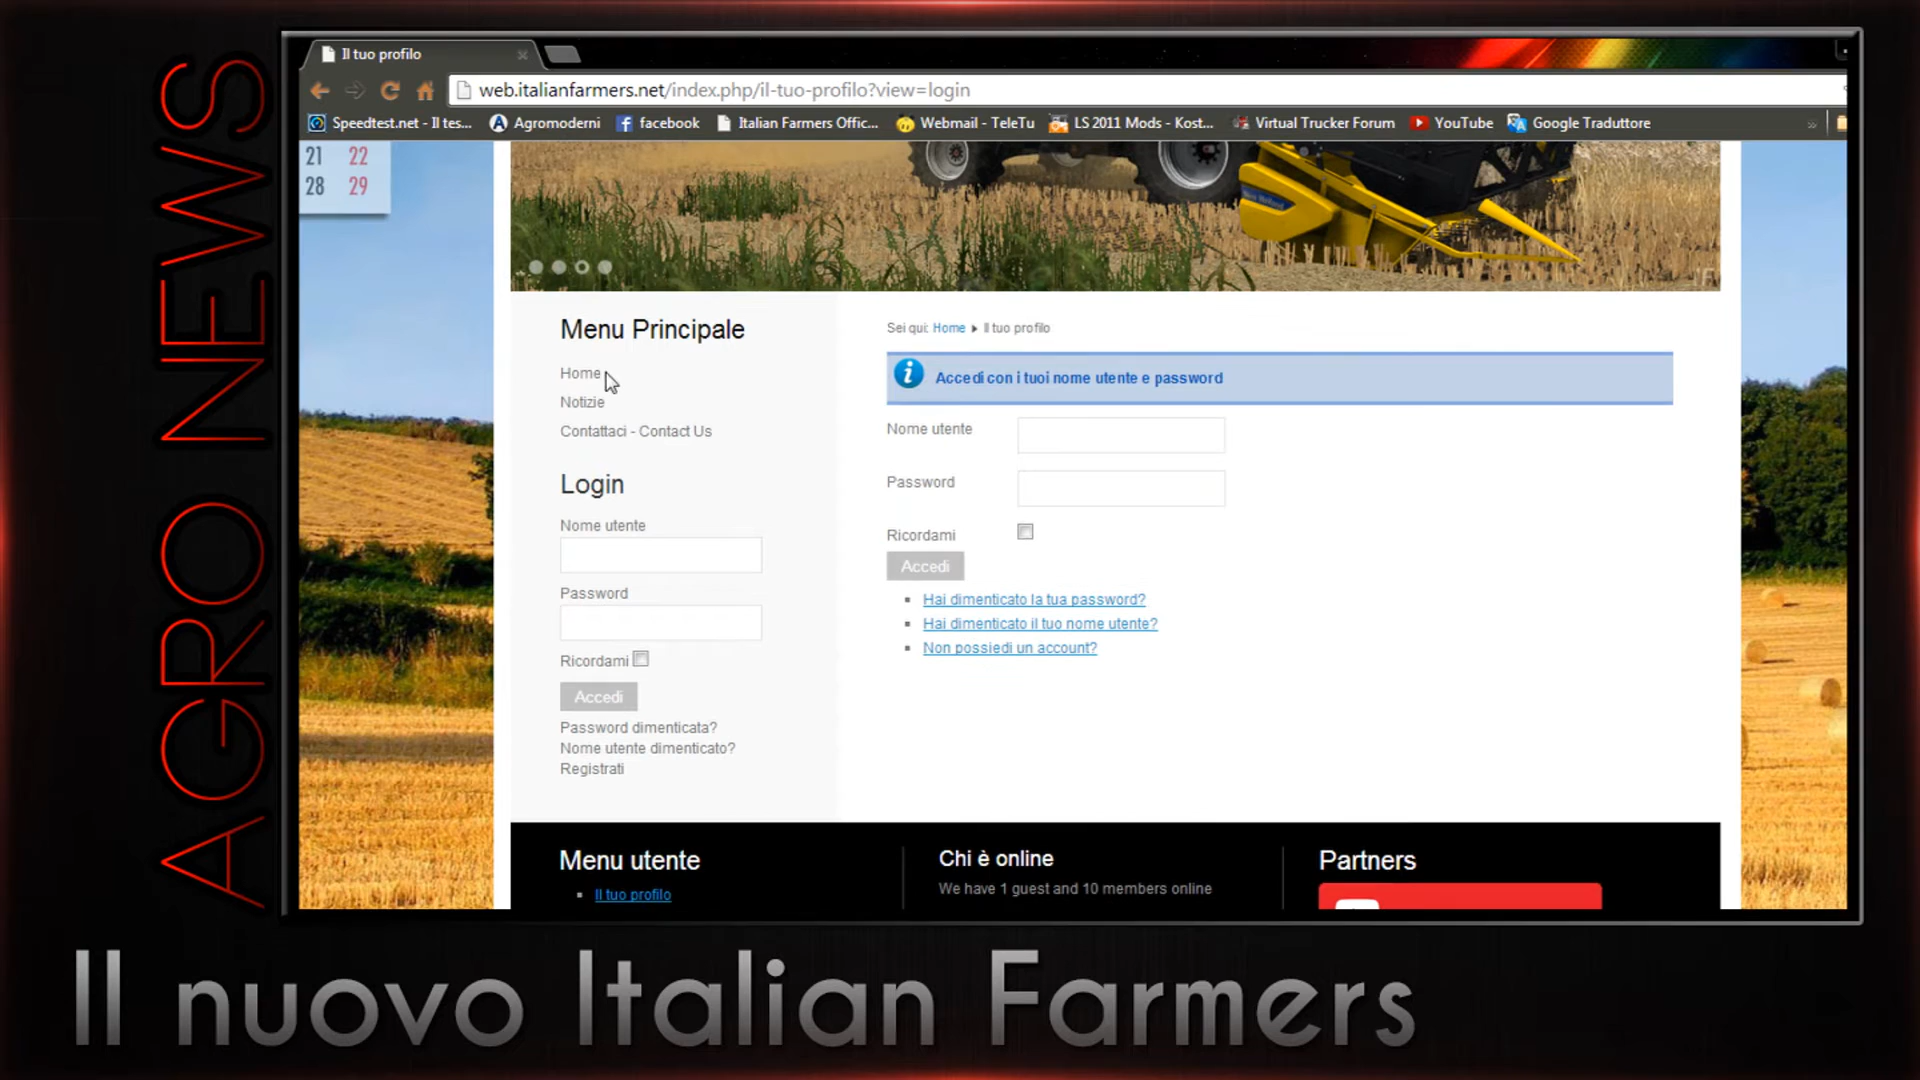 AGRO NEWS
Il tuo profilo
web.italianfarmers.net/index.php/il-tuo-profilo?view=login
Speedtest.net - Il tes... Agromoderni facebook Italian Farmers Offic... Webmail - TeleTu LS 2011 Mods - Kost... Virtual Trucker Forum YouTube Google Traduttore »
21 22
28 29
New Holland
Menu Principale
Home
Notizie
Contattaci - Contact Us
Login
Nome utente
Password
Ricordami
Accedi
Password dimenticata?
Nome utente dimenticato?
Registrati
Sei qui: Home Il tuo profilo
Accedi con i tuoi nome utente e password
Nome utente
Password
Ricordami
Accedi
Hai dimenticato la tua password?
Hai dimenticato il tuo nome utente?
Non possiedi un account?
Menu utente
Il tuo profilo
Chi è online
We have 1 guest and 10 members online
Partners
Il nuovo Italian Farmers